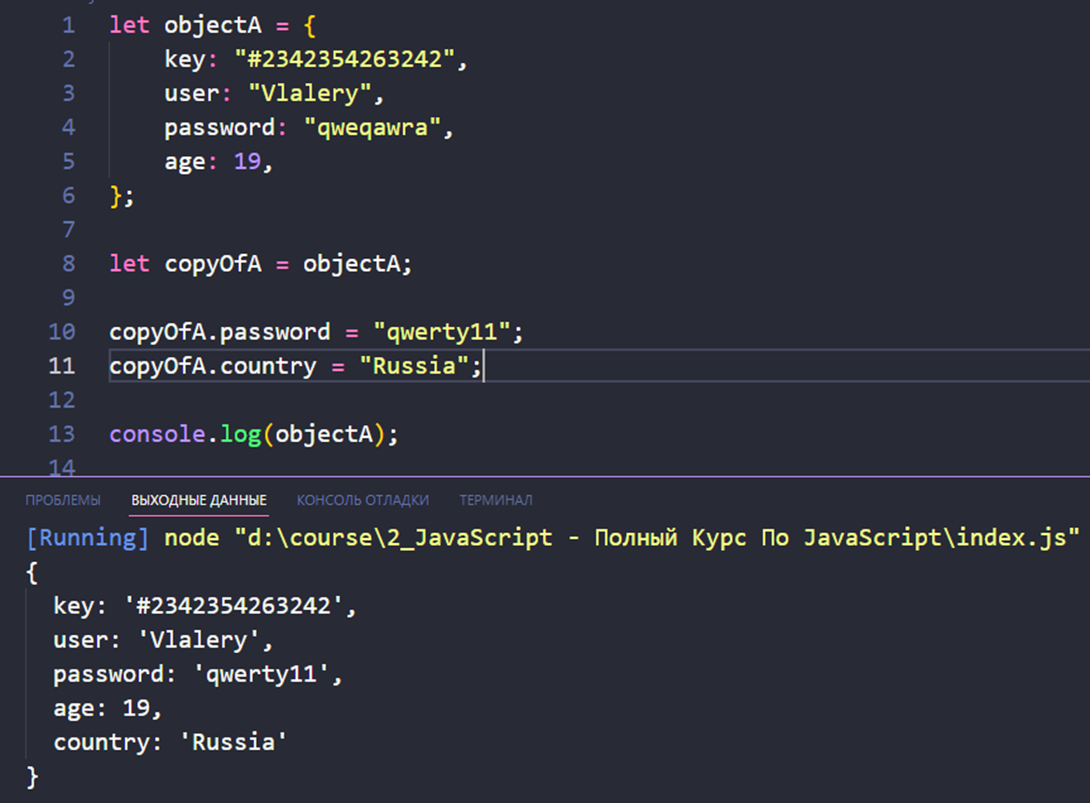 1 let objectA = {
2 key: "#2342354263242",
3 user: "Vlalery",
4 password: "qweqawra",
5 age: 19,
6 };
7
8 let copyOfA = objectA;
9
10 copyOfA.password = "qwerty11";
11 copyOfA.country = "Russia";
12
13 console.log(objectA);
14
ПРОБЛЕМЫ ВЫХОДНЫЕ ДАННЫЕ КОНСОЛЬ ОТЛАДКИ ТЕРМИНАЛ
[Running] node "d:\course\2_JavaScript - Полный Курс По JavaScript\index.js"
{
key: '#2342354263242',
user: 'Vlalery',
password: 'qwerty11',
age: 19,
country: 'Russia'
}